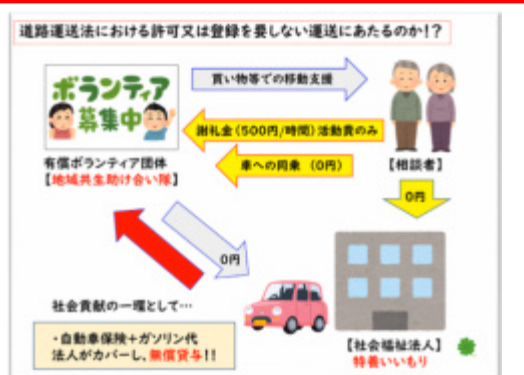 道路運送法における許可又は登録を要しない運送にあたるのか!?
ボランティア
募集中
買い物等での移動支援
謝礼金(500円/時間)活動費のみ
車への同乗 (0円)
有償ボランティア団体
【地域共生助け合い隊】
【相談者】
0円
0円
社会貢献の一環として…
・自動車保険+ガソリン代
法人がカバーし、無償貸与!!
【社会福祉法人】
特養いいもり